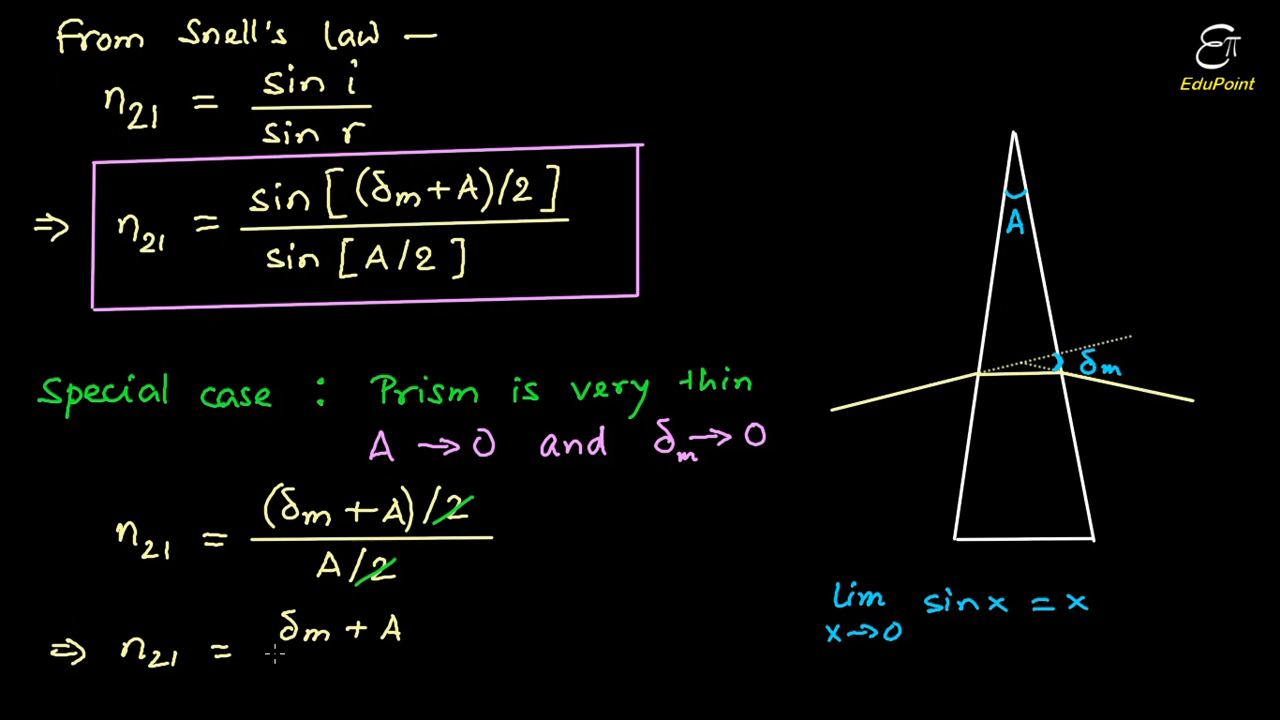 From Snell's law —
n₂₁ = sin i / sin r
⇒ n₂₁ = sin [(δm + A)/2] / sin [A/2]
Special case : Prism is very thin
A → 0 and δm → 0
n₂₁ = (δm + A)/2 / A/2
⇒ n₂₁ = δm + A
Eπ
EduPoint
A
δm
Lim x→0 sin x = x